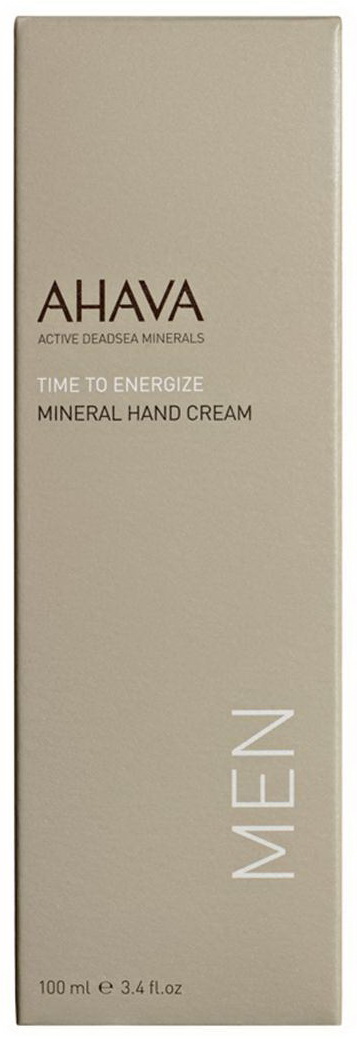 AHAVA
ACTIVE DEADSEA MINERALS
TIME TO ENERGIZE
MINERAL HAND CREAM
MEN
100 ml ℮ 3.4 fl.oz